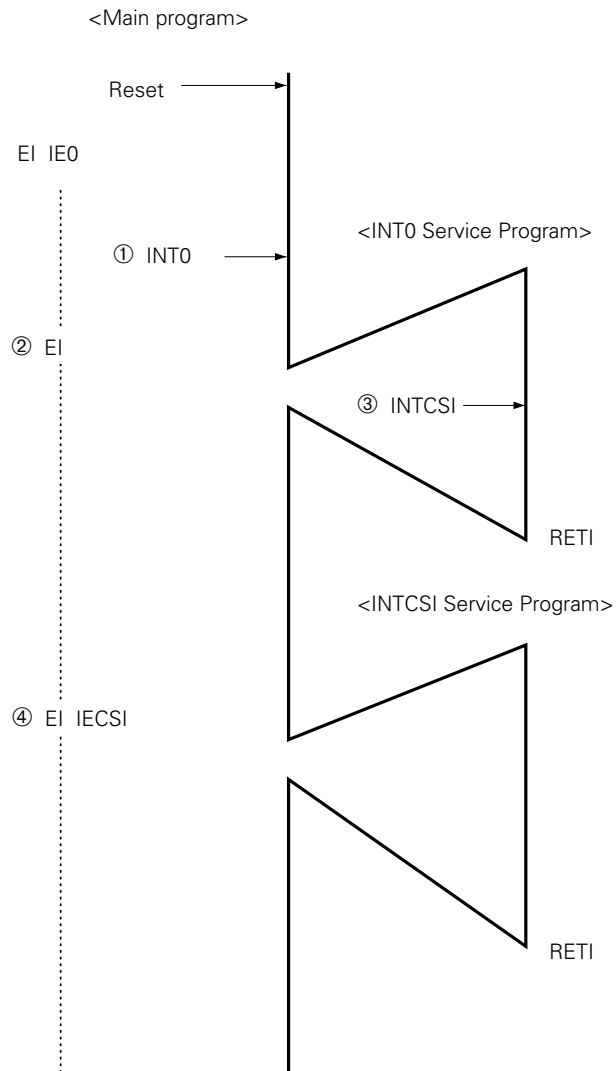 <Main program>
Reset
EI IE0
<INT0 Service Program>
① INT0
② EI
③ INTCSI
RETI
<INTCSI Service Program>
④ EI IECSI
RETI